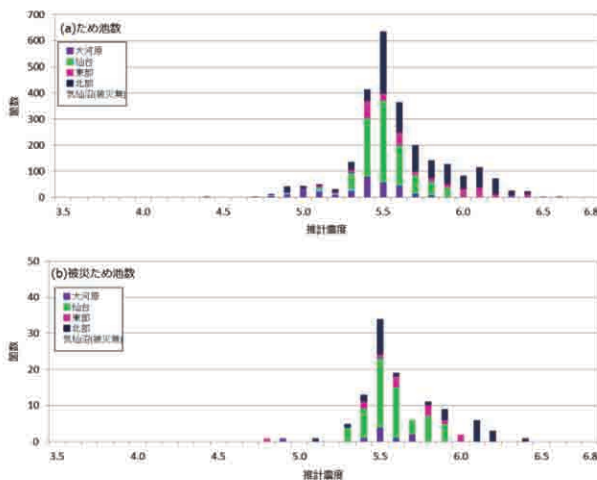 (a)ため池数
700
600
500
400
300
200
100
0
箇数
大河原
仙台
東部
北部
気仙沼(被災無)
3.5 4.0 4.5 5.0 5.5 6.0 6.8
推計震度
(b)被災ため池数
50
40
30
20
10
0
箇数
大河原
仙台
東部
北部
気仙沼(被災無)
3.5 4.0 4.5 5.0 5.5 6.0 6.8
推計震度